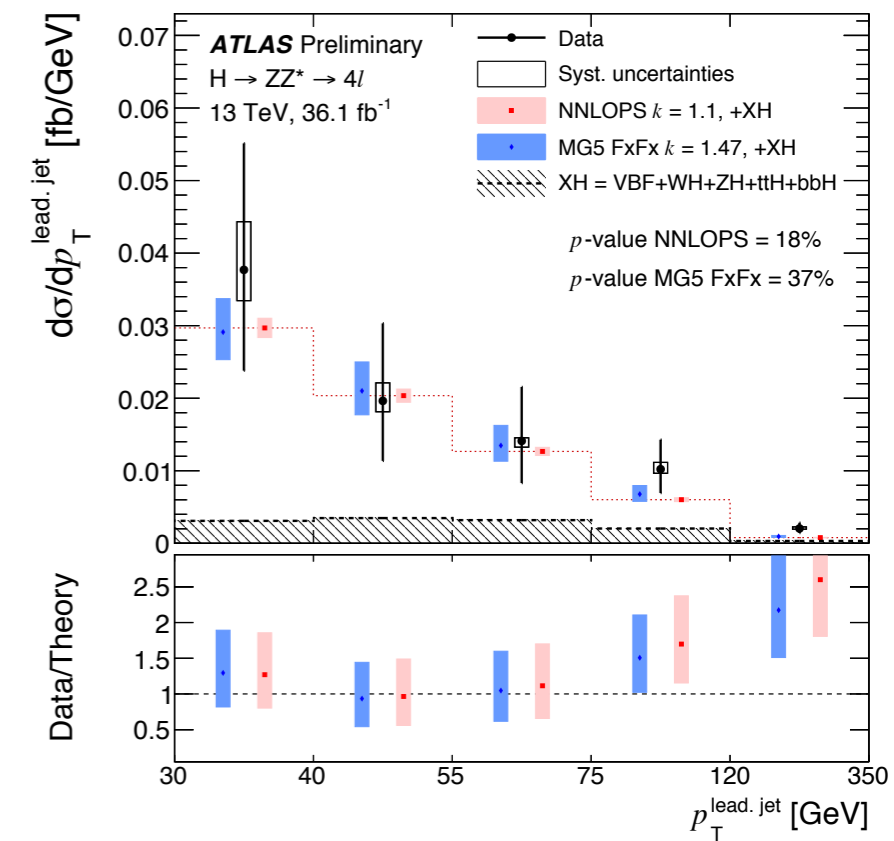 ATLAS Preliminary
H → ZZ* → 4l
13 TeV, 36.1 fb⁻¹
Data
Syst. uncertainties
NNLOPS k = 1.1, +XH
MG5 FxFx k = 1.47, +XH
XH = VBF+WH+ZH+ttH+bbH
p-value NNLOPS = 18%
p-value MG5 FxFx = 37%
dσ/dp_T^lead. jet [fb/GeV]
0.07
0.06
0.05
0.04
0.03
0.02
0.01
0
Data/Theory
2.5
2
1.5
1
0.5
30 40 55 75 120 350
p_T^lead. jet [GeV]